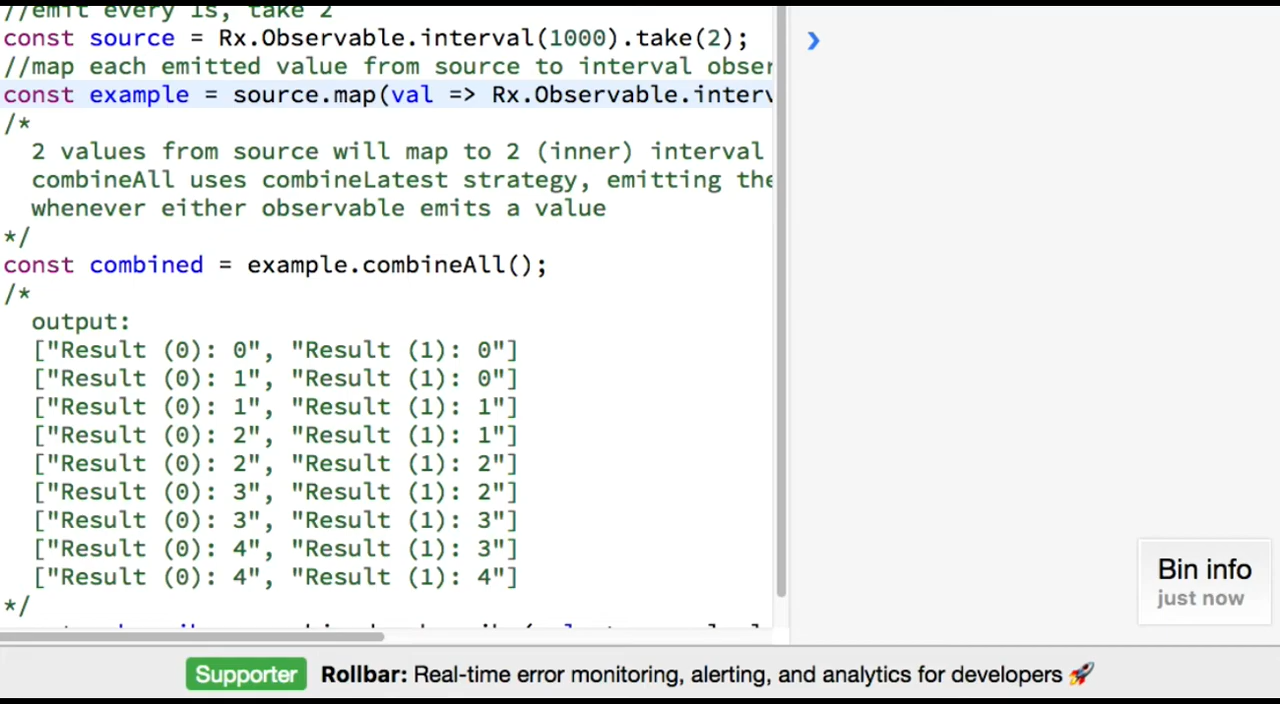 //emit every 1s, take 2
const source = Rx.Observable.interval(1000).take(2);
//map each emitted value from source to interval obser
const example = source.map(val => Rx.Observable.interv
/*
2 values from source will map to 2 (inner) interval
combineAll uses combineLatest strategy, emitting the
whenever either observable emits a value
*/
const combined = example.combineAll();
/*
output:
["Result (0): 0", "Result (1): 0"]
["Result (0): 1", "Result (1): 0"]
["Result (0): 1", "Result (1): 1"]
["Result (0): 2", "Result (1): 1"]
["Result (0): 2", "Result (1): 2"]
["Result (0): 3", "Result (1): 2"]
["Result (0): 3", "Result (1): 3"]
["Result (0): 4", "Result (1): 3"]
["Result (0): 4", "Result (1): 4"]
*/
Bin info
just now
Supporter Rollbar: Real-time error monitoring, alerting, and analytics for developers 🚀